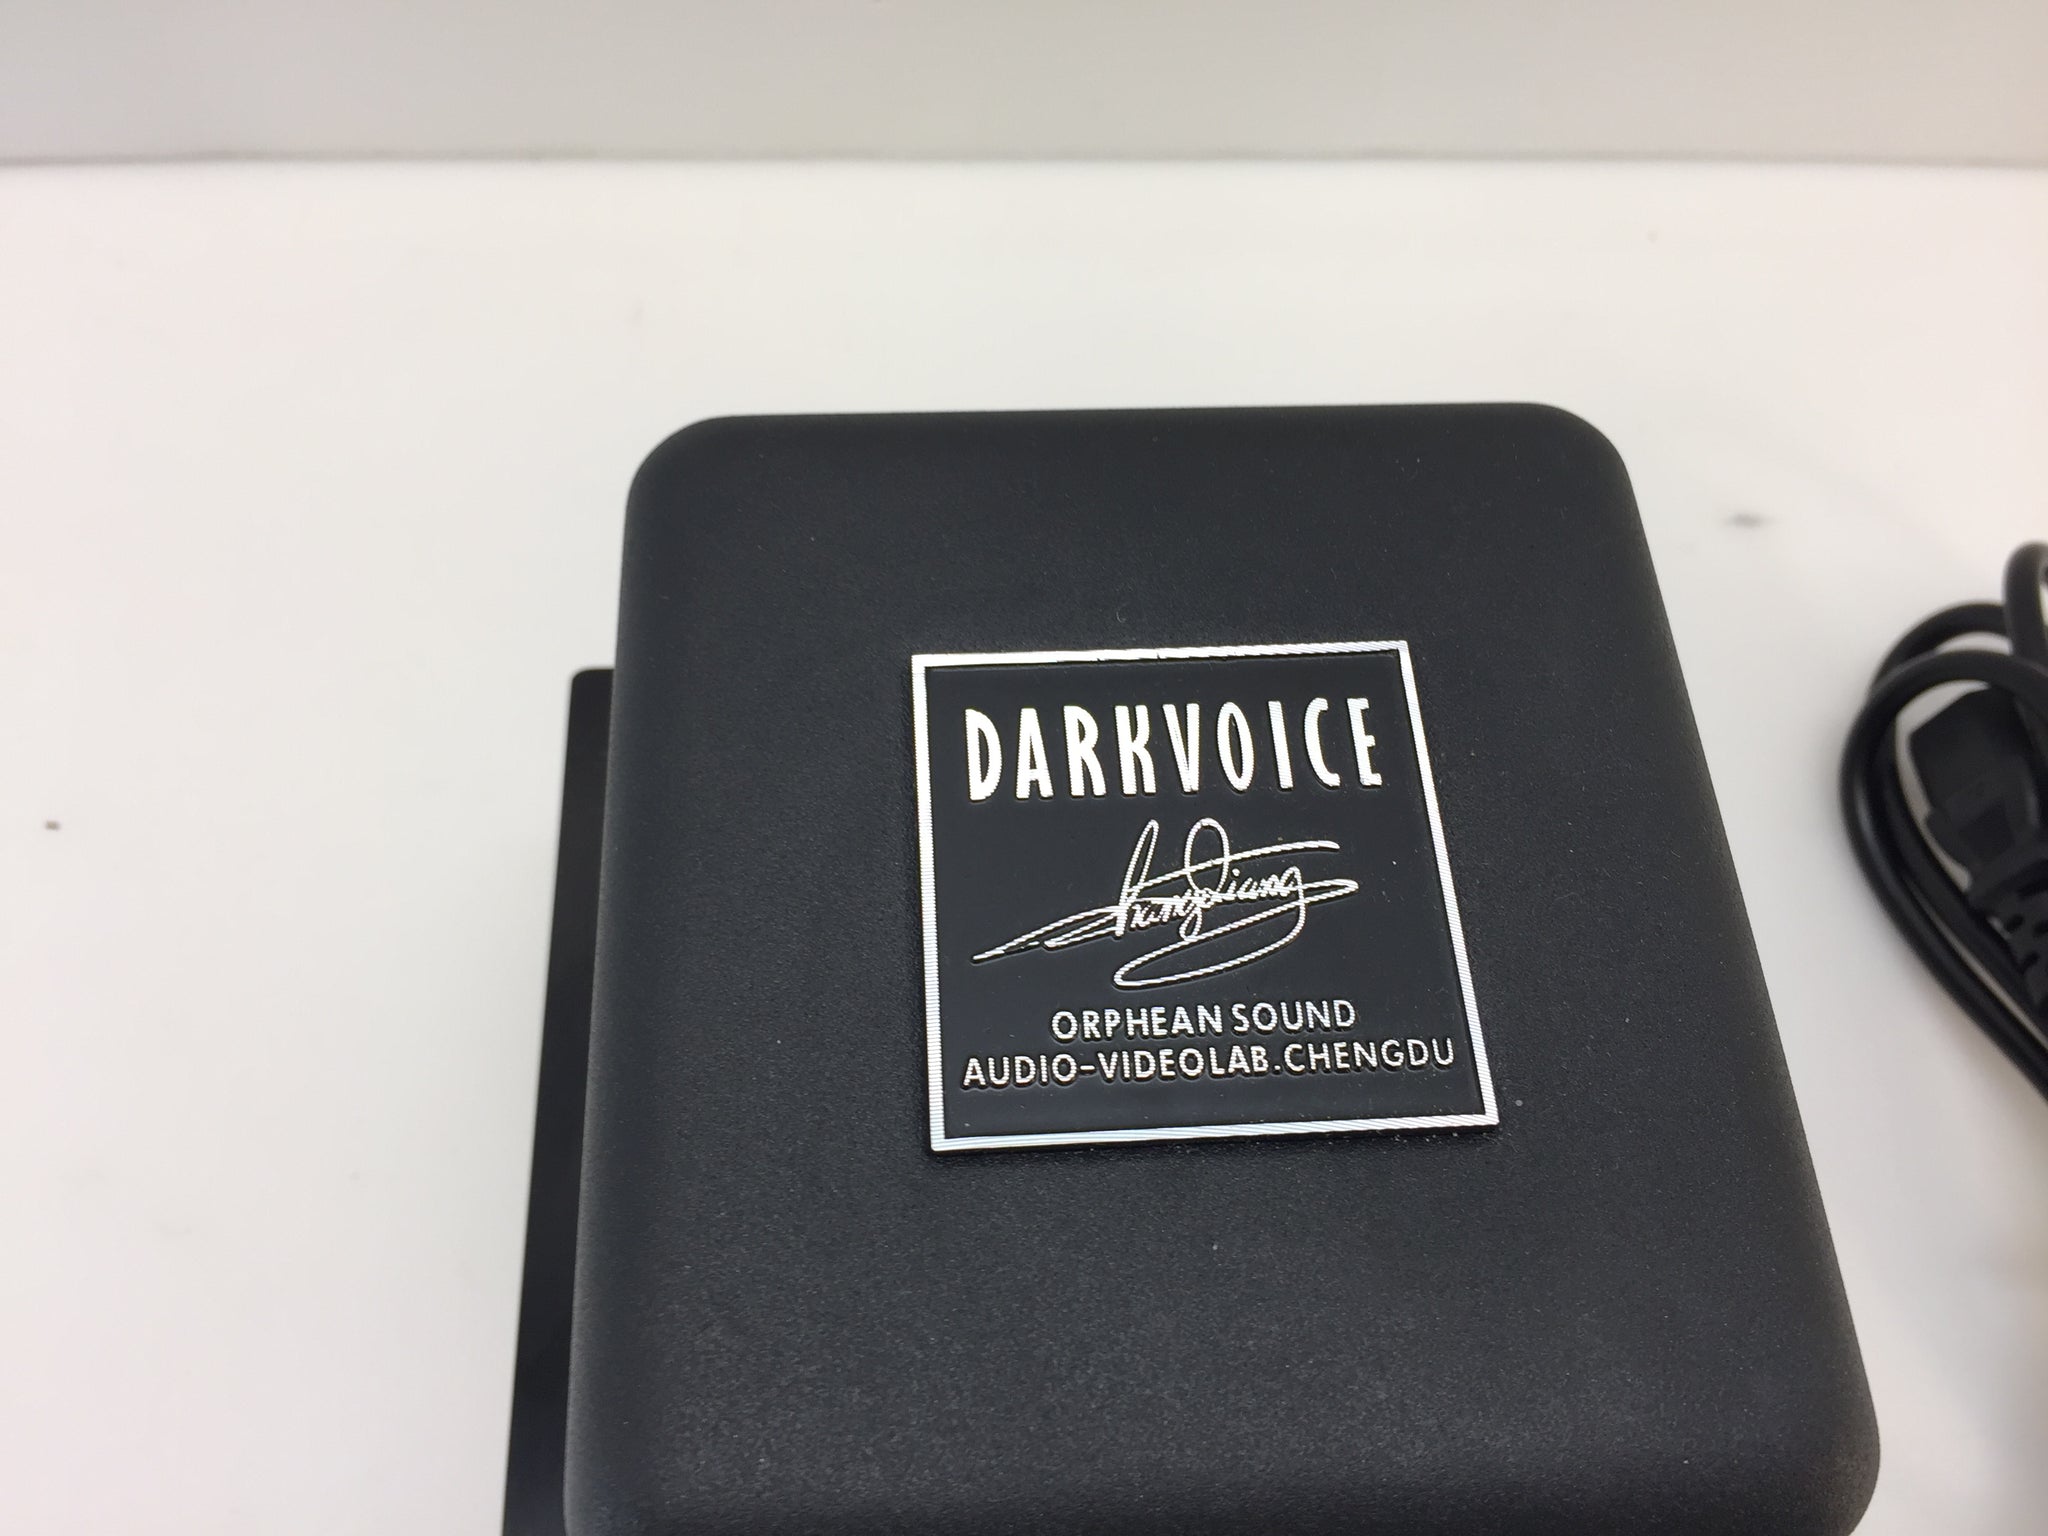 DARKVOICE
ORPHEAN SOUND
AUDIO-VIDEOLAB.CHENGDU